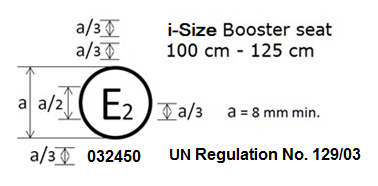 a/3 i-Size Booster seat
a/3 100 cm - 125 cm
a a/2 E2 a/3 a = 8 mm min.
a/3 032450 UN Regulation No. 129/03